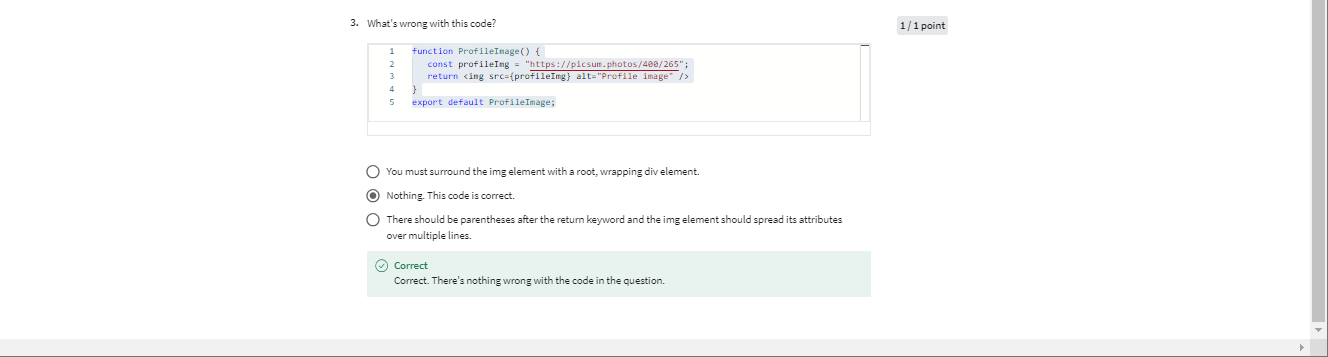 3. What's wrong with this code?
1 / 1 point
1 function ProfileImage() {
2 const profileImg = "https://picsum.photos/400/265";
3 return <img src={profileImg} alt="Profile image" />
4 }
5 export default ProfileImage;
You must surround the img element with a root, wrapping div element.
Nothing. This code is correct.
There should be parentheses after the return keyword and the img element should spread its attributes
over multiple lines.
Correct
Correct. There's nothing wrong with the code in the question.